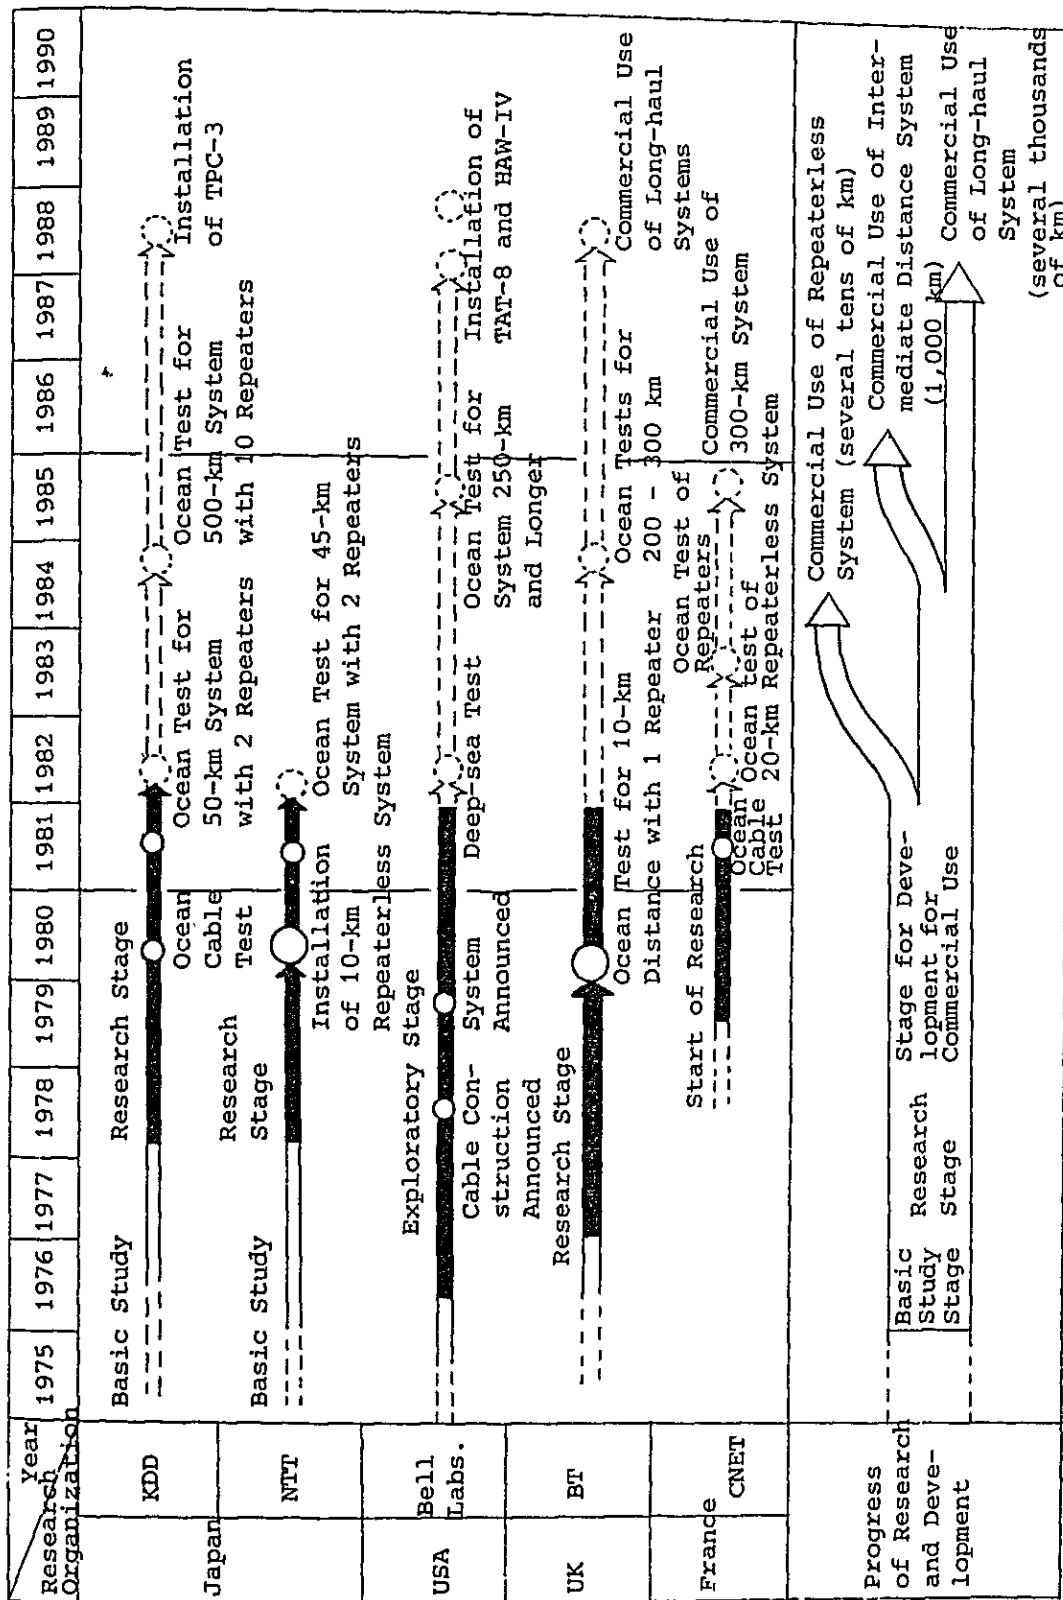 Year
Research
Organization
1975 1976 1977 1978 1979 1980 1981 1982 1983 1984 1985 1986 1987 1988 1989 1990
Japan
KDD
Basic Study
Research Stage
Ocean
Cable
Test
Ocean Test for
50-km System
with 2 Repeaters
Ocean Test for
500-km System
with 10 Repeaters
Installation
of TPC-3
NTT
Basic Study
Research
Stage
Installation
of 10-km
Repeaterless System
Ocean Test for 45-km
System with 2 Repeaters
USA
Bell
Labs.
Exploratory Stage
Cable Con-
struction
Announced
System
Announced
Deep-sea Test
Ocean Test for
System 250-km
and Longer
Installation of
TAT-8 and HAW-IV
UK
BT
Research Stage
Ocean Test for 10-km
Distance with 1 Repeater
Ocean Tests for
200 - 300 km
Commercial Use
of Long-haul
Systems
France
CNET
Start of Research
Ocean
Cable
Test
Ocean test of
20-km Repeaterless System
Ocean Test of
Repeaters
Commercial Use of
300-km System
Progress
of Research
and Deve-
lopment
Basic
Study
Stage
Research
Stage
Stage for Deve-
lopment for
Commercial Use
Commercial Use of Repeaterless
System (several tens of km)
Commercial Use of Inter-
mediate Distance System
(1,000 km)
Commercial Use
of Long-haul
System
(several thousands
of km)